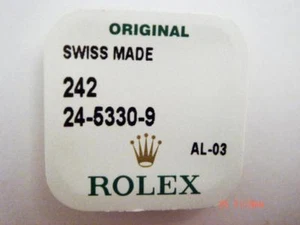 ORIGINAL
SWISS MADE
242
24-5330-9
AL-03
ROLEX